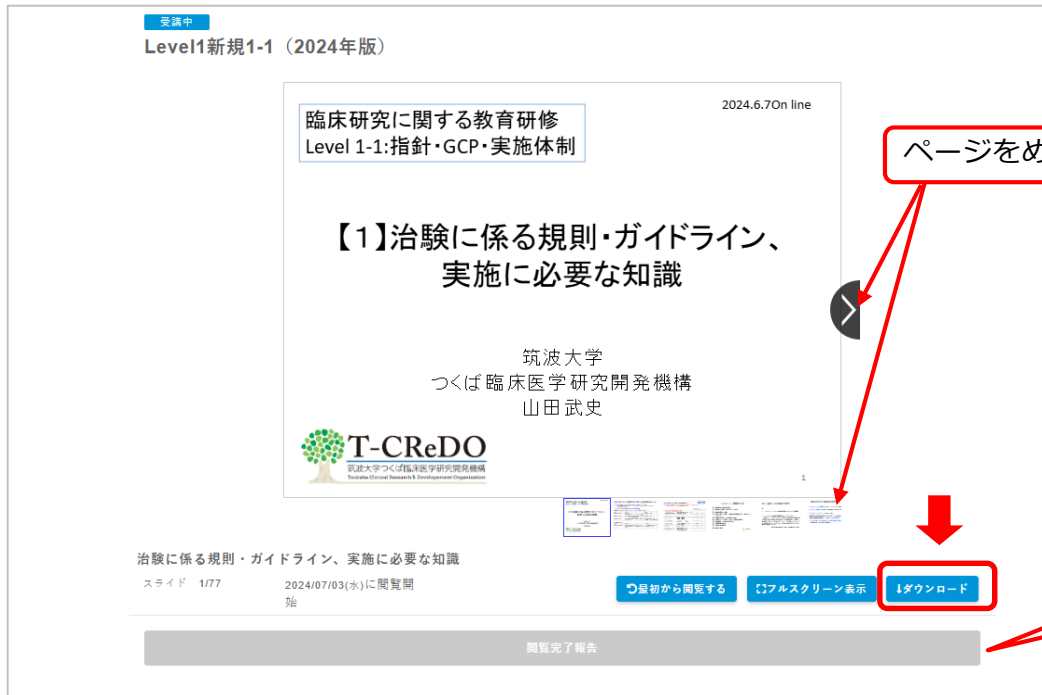 受講中
Level1新規1-1（2024年版）
2024.6.7On line
臨床研究に関する教育研修
Level 1-1:指針・GCP・実施体制
ページをめ
【1】治験に係る規則・ガイドライン、
実施に必要な知識
筑波大学
つくば臨床医学研究開発機構
山田武史
T-CReDO
筑波大学つくば臨床医学研究開発機構
Tsukuba Clinical Research & Development Organization
1
治験に係る規則・ガイドライン、実施に必要な知識
スライド 1/77
2024/07/03(水)に閲覧開
始
最初から閲覧する
フルスクリーン表示
ダウンロード
閲覧完了報告